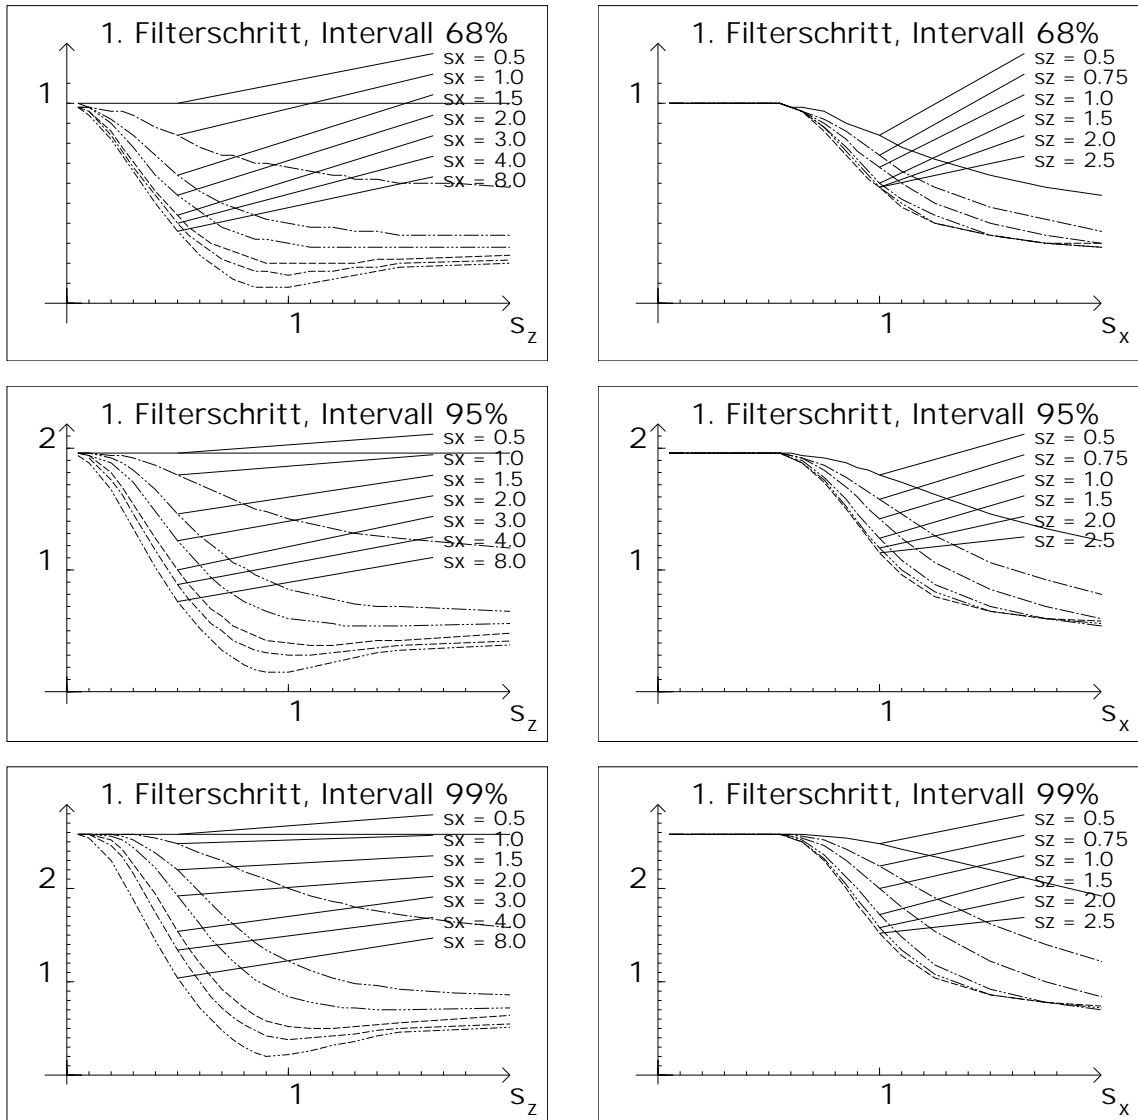 1. Filterschritt, Intervall 68%
sx = 0.5
sx = 1.0
sx = 1.5
sx = 2.0
sx = 3.0
sx = 4.0
sx = 8.0
1
1
s_z
1. Filterschritt, Intervall 68%
sz = 0.5
sz = 0.75
sz = 1.0
sz = 1.5
sz = 2.0
sz = 2.5
1
1
s_x
1. Filterschritt, Intervall 95%
2
sx = 0.5
sx = 1.0
sx = 1.5
sx = 2.0
sx = 3.0
sx = 4.0
sx = 8.0
1
1
s_z
1. Filterschritt, Intervall 95%
2
sz = 0.5
sz = 0.75
sz = 1.0
sz = 1.5
sz = 2.0
sz = 2.5
1
1
s_x
1. Filterschritt, Intervall 99%
sx = 0.5
sx = 1.0
sx = 1.5
sx = 2.0
sx = 3.0
sx = 4.0
sx = 8.0
2
1
1
s_z
1. Filterschritt, Intervall 99%
sz = 0.5
sz = 0.75
sz = 1.0
sz = 1.5
sz = 2.0
sz = 2.5
2
1
1
s_x